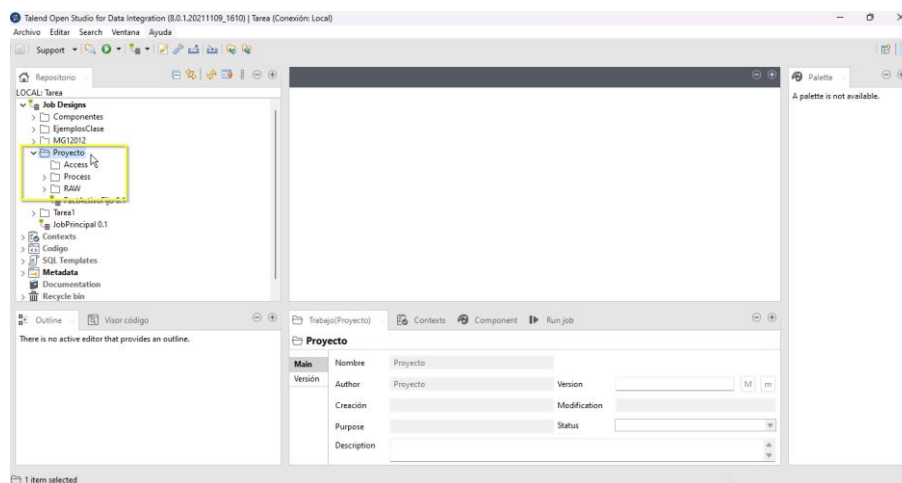 Talend Open Studio for Data Integration (8.0.1.20211109_1610) | Tarea (Conexión: Local)
Archivo Editar Search Ventana Ayuda
Support
Repositorio
Palette
LOCAL: Tarea
A palette is not available.
Job Designs
Componentes
EjemplosClase
MG12012
Proyecto
Access
Process
RAW
FactActivoFijo 0.1
Tarea1
JobPrincipal 0.1
Contexts
Codigo
SQL Templates
Metadata
Documentation
Recycle bin
Outline Visor código
There is no active editor that provides an outline.
Trabajo(Proyecto) Contexts Component Run job
Proyecto
Main
Versión
Nombre Proyecto
Author Proyecto Version M m
Creación Modification
Purpose Status
Description
1 item selected